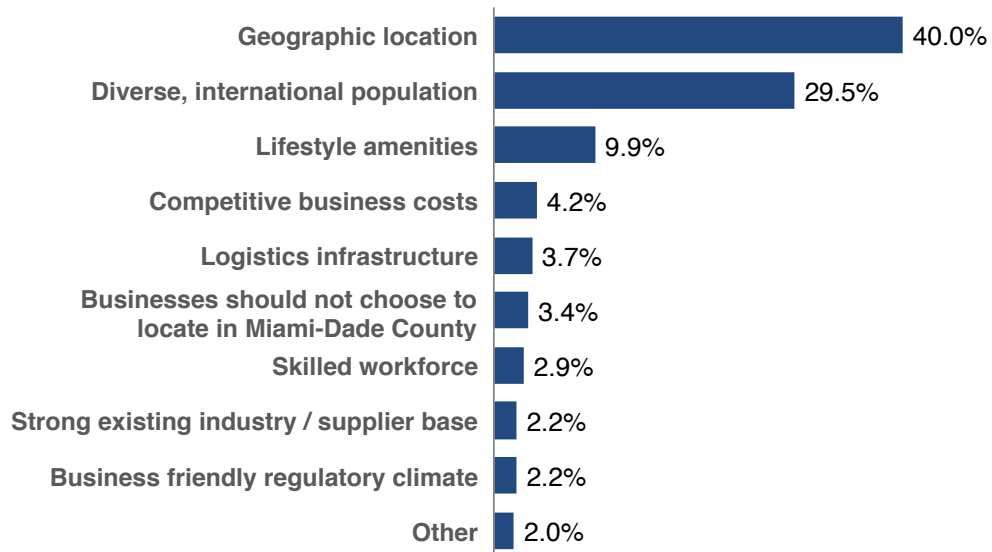 Geographic location 40.0%
Diverse, international population 29.5%
Lifestyle amenities 9.9%
Competitive business costs 4.2%
Logistics infrastructure 3.7%
Businesses should not choose to
locate in Miami-Dade County 3.4%
Skilled workforce 2.9%
Strong existing industry / supplier base 2.2%
Business friendly regulatory climate 2.2%
Other 2.0%